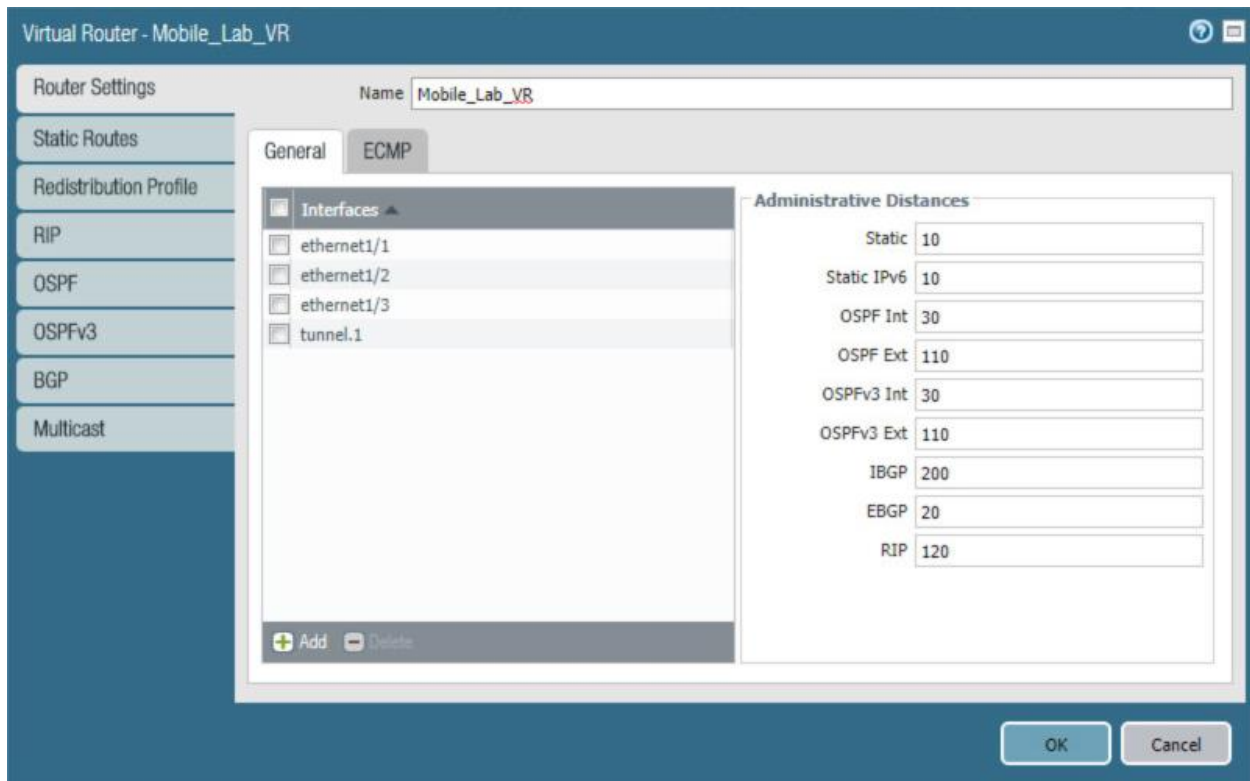 Virtual Router - Mobile_Lab_VR
Router Settings
Static Routes
Redistribution Profile
RIP
OSPF
OSPFv3
BGP
Multicast
Name Mobile_Lab_VR
General ECMP
Interfaces
ethernet1/1
ethernet1/2
ethernet1/3
tunnel.1
Add Delete
Administrative Distances
Static 10
Static IPv6 10
OSPF Int 30
OSPF Ext 110
OSPFv3 Int 30
OSPFv3 Ext 110
IBGP 200
EBGP 20
RIP 120
OK Cancel